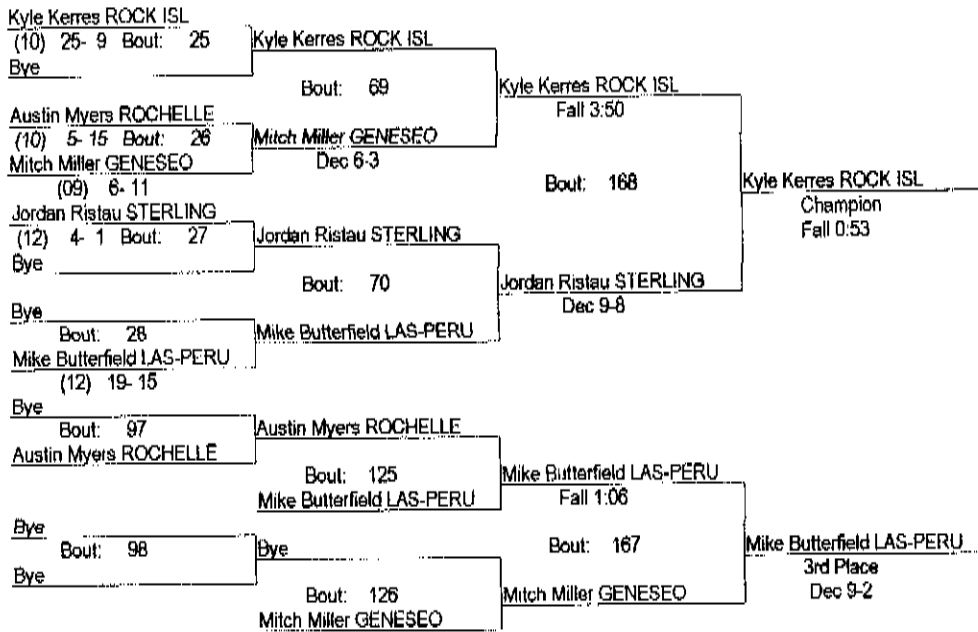 Kyle Kerres ROCK ISL
(10) 25- 9 Bout: 25
Bye
Kyle Kerres ROCK ISL
Bout: 69
Austin Myers ROCHELLE
(10) 5- 15 Bout: 26
Mitch Miller GENESEO
(09) 6- 11
Mitch Miller GENESEO
Dec 6-3
Kyle Kerres ROCK ISL
Fall 3:50
Bout: 168
Jordan Ristau STERLING
(12) 4- 1 Bout: 27
Bye
Jordan Ristau STERLING
Bout: 70
Bye
Bout: 28
Mike Butterfield LAS-PERU
(12) 19- 15
Mike Butterfield LAS-PERU
Jordan Ristau STERLING
Dec 9-8
Kyle Kerres ROCK ISL
Champion
Fall 0:53
Bye
Bout: 97
Austin Myers ROCHELLE
Austin Myers ROCHELLE
Bout: 125
Mike Butterfield LAS-PERU
Mike Butterfield LAS-PERU
Fall 1:06
Bout: 167
Bye
Bout: 98
Bye
Bye
Bout: 126
Mitch Miller GENESEO
Mitch Miller GENESEO
Mike Butterfield LAS-PERU
3rd Place
Dec 9-2